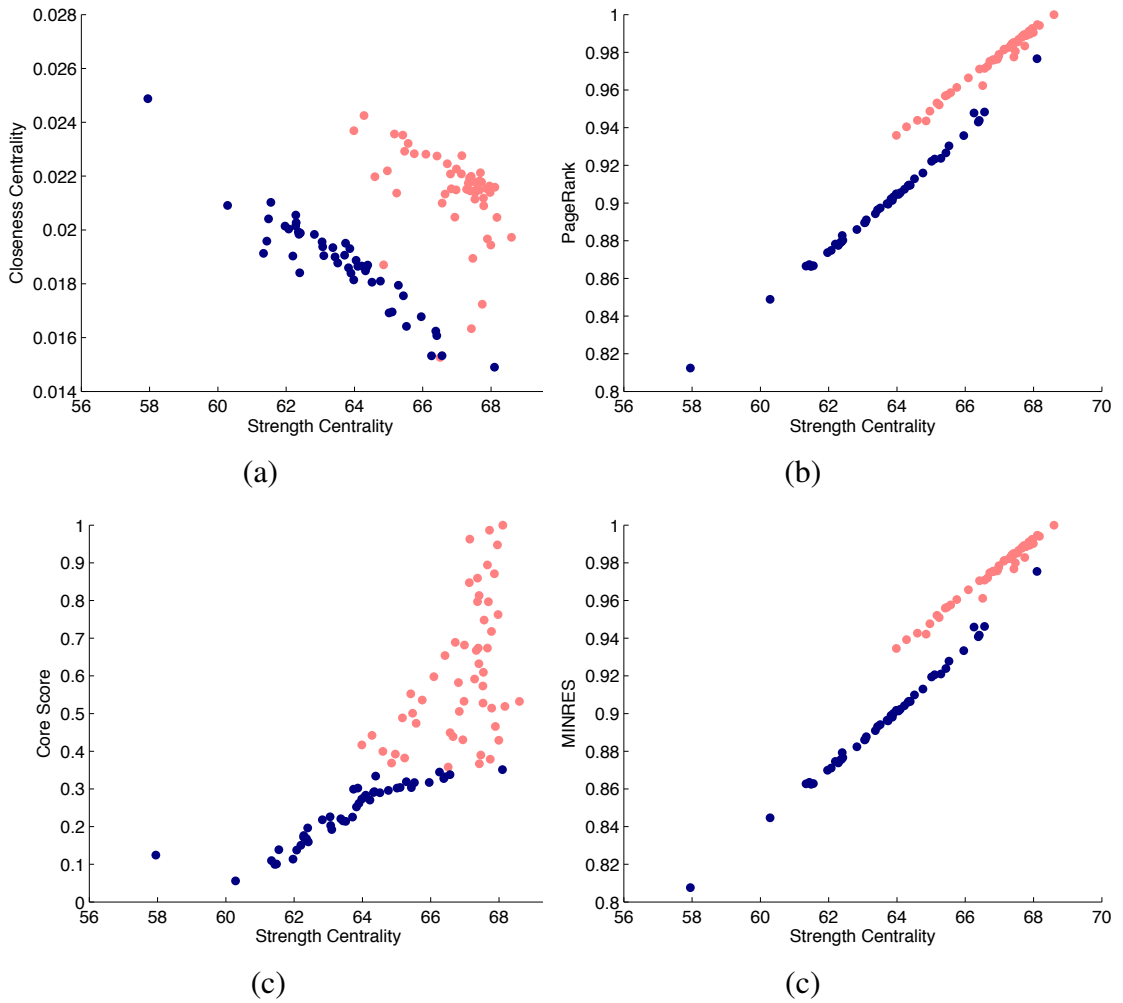 0.028
0.026
0.024
0.022
0.02
0.018
0.016
0.014
Closeness Centrality
56 58 60 62 64 66 68
Strength Centrality
(a)
1
0.98
0.96
0.94
0.92
0.9
0.88
0.86
0.84
0.82
0.8
PageRank
56 58 60 62 64 66 68 70
Strength Centrality
(b)
1
0.9
0.8
0.7
0.6
0.5
0.4
0.3
0.2
0.1
0
Core Score
56 58 60 62 64 66 68
Strength Centrality
(c)
1
0.98
0.96
0.94
0.92
0.9
0.88
0.86
0.84
0.82
0.8
MINRES
56 58 60 62 64 66 68 70
Strength Centrality
(c)